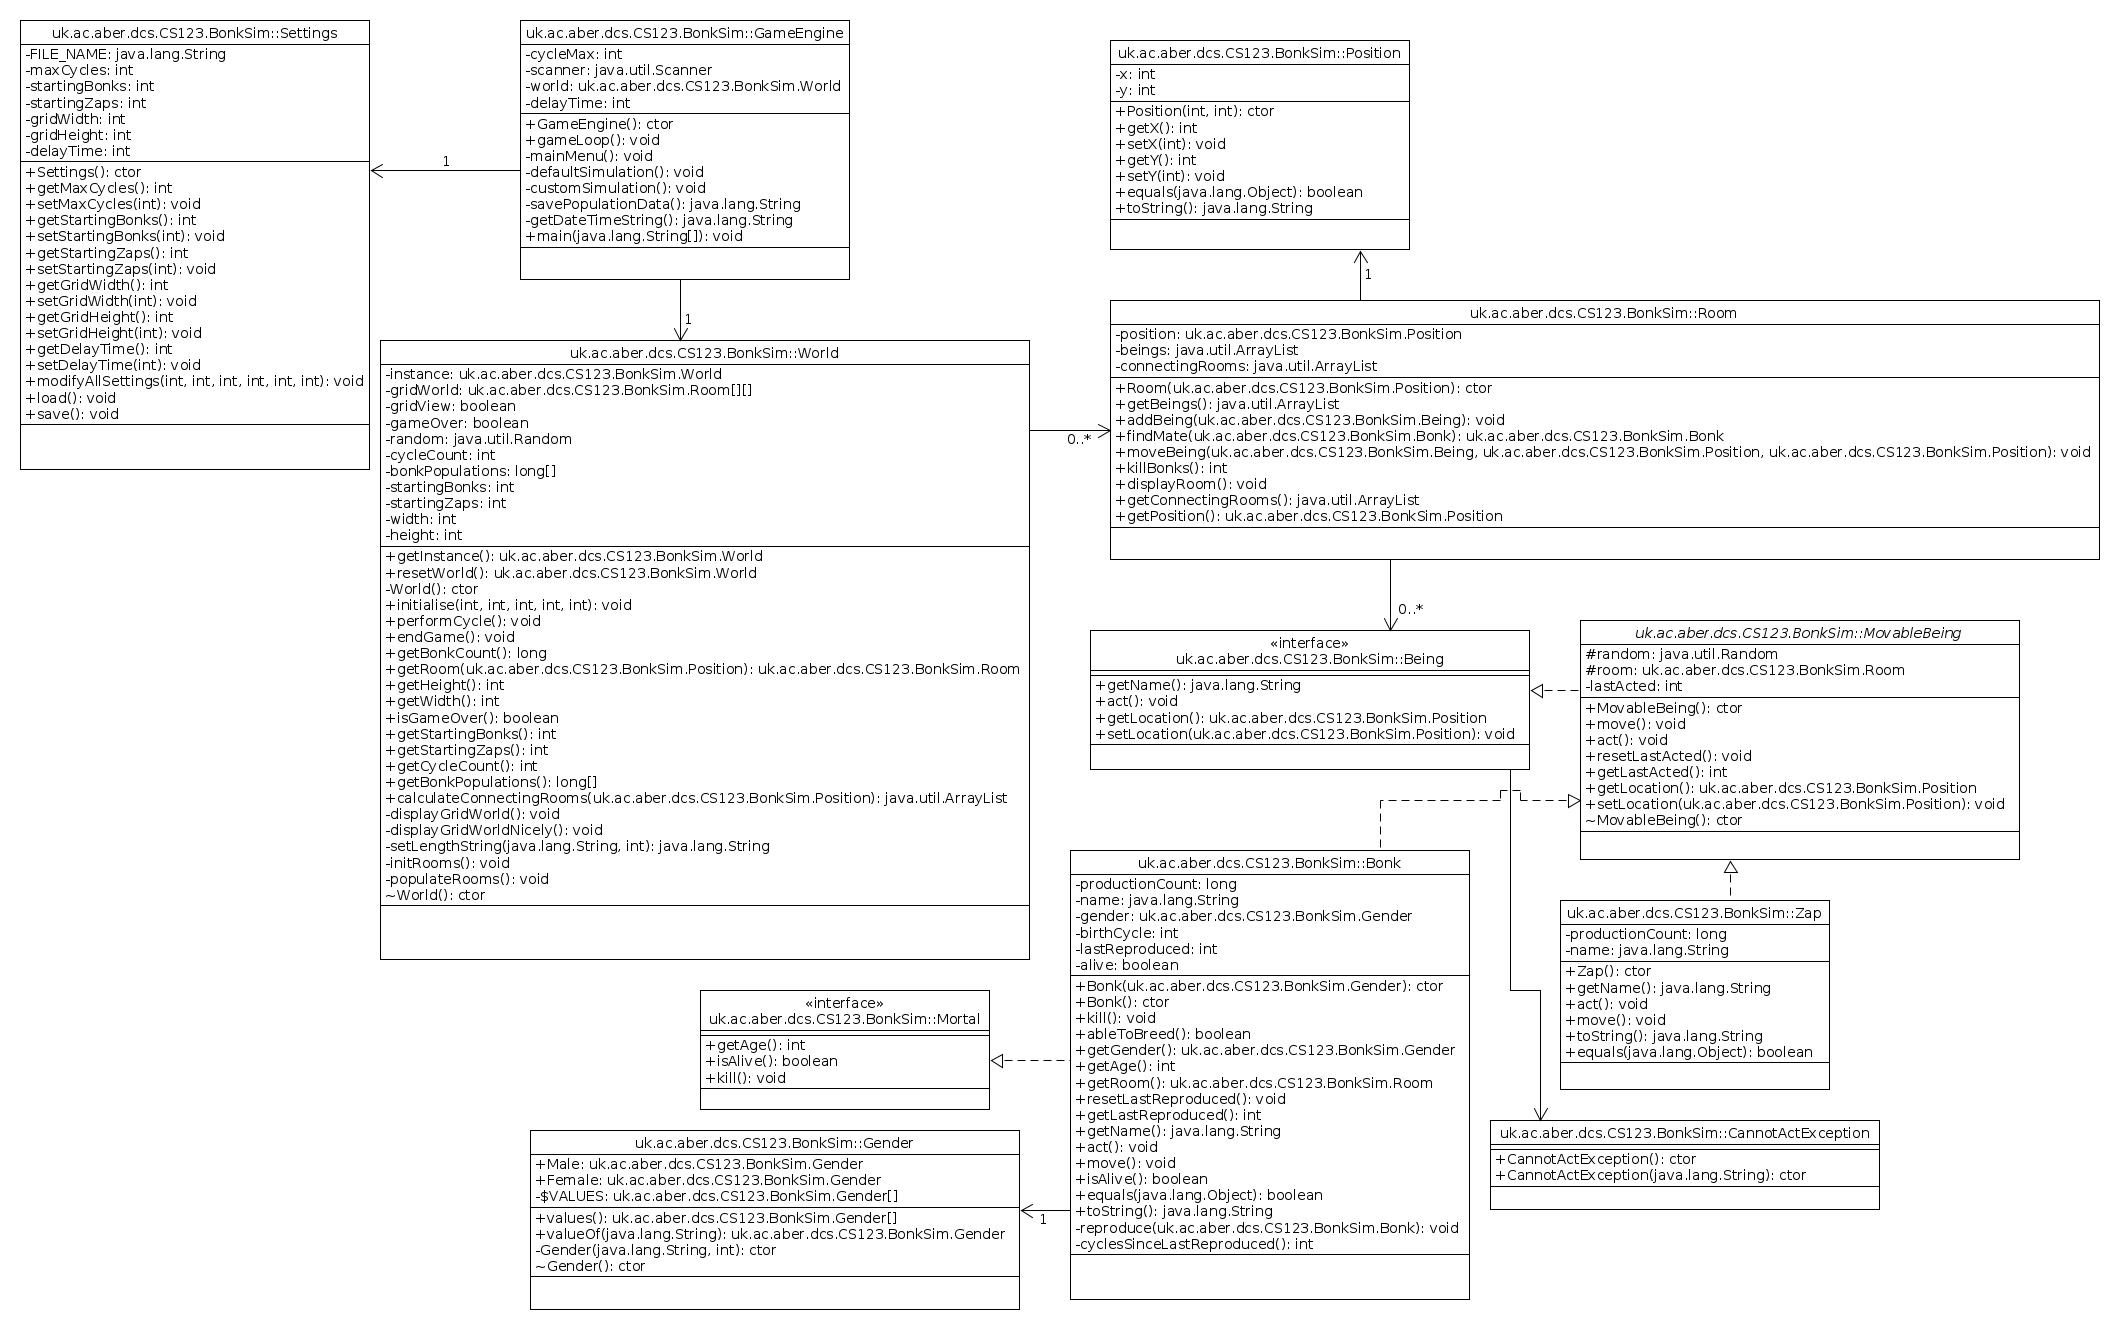 uk.ac.aber.dcs.CS123.BonkSim::Settings
-FILE_NAME: java.lang.String
-maxCycles: int
-startingBonks: int
-startingZaps: int
-gridWidth: int
-gridHeight: int
-delayTime: int
+Settings(): ctor
+getMaxCycles(): int
+setMaxCycles(int): void
+getStartingBonks(): int
+setStartingBonks(int): void
+getStartingZaps(): int
+setStartingZaps(int): void
+getGridWidth(): int
+setGridWidth(int): void
+getGridHeight(): int
+setGridHeight(int): void
+getDelayTime(): int
+setDelayTime(int): void
+modifyAllSettings(int, int, int, int, int, int): void
+load(): void
+save(): void
1
uk.ac.aber.dcs.CS123.BonkSim::GameEngine
-cycleMax: int
-scanner: java.util.Scanner
-world: uk.ac.aber.dcs.CS123.BonkSim.World
-delayTime: int
+GameEngine(): ctor
+gameLoop(): void
-mainMenu(): void
-defaultSimulation(): void
-customSimulation(): void
-savePopulationData(): java.lang.String
-getDateTimeString(): java.lang.String
+main(java.lang.String[]): void
1
uk.ac.aber.dcs.CS123.BonkSim::World
-instance: uk.ac.aber.dcs.CS123.BonkSim.World
-gridWorld: uk.ac.aber.dcs.CS123.BonkSim.Room[][]
-gridView: boolean
-gameOver: boolean
-random: java.util.Random
-cycleCount: int
-bonkPopulations: long[]
-startingBonks: int
-startingZaps: int
-width: int
-height: int
+getInstance(): uk.ac.aber.dcs.CS123.BonkSim.World
+resetWorld(): uk.ac.aber.dcs.CS123.BonkSim.World
-World(): ctor
+initialise(int, int, int, int, int): void
+performCycle(): void
+endGame(): void
+getBonkCount(): long
+getRoom(uk.ac.aber.dcs.CS123.BonkSim.Position): uk.ac.aber.dcs.CS123.BonkSim.Room
+getHeight(): int
+getWidth(): int
+isGameOver(): boolean
+getStartingBonks(): int
+getStartingZaps(): int
+getCycleCount(): int
+getBonkPopulations(): long[]
+calculateConnectingRooms(uk.ac.aber.dcs.CS123.BonkSim.Position): java.util.ArrayList
-displayGridWorld(): void
-displayGridWorldNicely(): void
-setLengthString(java.lang.String, int): java.lang.String
-initRooms(): void
-populateRooms(): void
~World(): ctor
0..*
uk.ac.aber.dcs.CS123.BonkSim::Position
-x: int
-y: int
+Position(int, int): ctor
+getX(): int
+setX(int): void
+getY(): int
+setY(int): void
+equals(java.lang.Object): boolean
+toString(): java.lang.String
1
uk.ac.aber.dcs.CS123.BonkSim::Room
-position: uk.ac.aber.dcs.CS123.BonkSim.Position
-beings: java.util.ArrayList
-connectingRooms: java.util.ArrayList
+Room(uk.ac.aber.dcs.CS123.BonkSim.Position): ctor
+getBeings(): java.util.ArrayList
+addBeing(uk.ac.aber.dcs.CS123.BonkSim.Being): void
+findMate(uk.ac.aber.dcs.CS123.BonkSim.Bonk): uk.ac.aber.dcs.CS123.BonkSim.Bonk
+moveBeing(uk.ac.aber.dcs.CS123.BonkSim.Being, uk.ac.aber.dcs.CS123.BonkSim.Position, uk.ac.aber.dcs.CS123.BonkSim.Position): void
+killBonks(): int
+displayRoom(): void
+getConnectingRooms(): java.util.ArrayList
+getPosition(): uk.ac.aber.dcs.CS123.BonkSim.Position
0..*
«interface»
uk.ac.aber.dcs.CS123.BonkSim::Being
+getName(): java.lang.String
+act(): void
+getLocation(): uk.ac.aber.dcs.CS123.BonkSim.Position
+setLocation(uk.ac.aber.dcs.CS123.BonkSim.Position): void
uk.ac.aber.dcs.CS123.BonkSim::MovableBeing
#random: java.util.Random
#room: uk.ac.aber.dcs.CS123.BonkSim.Room
-lastActed: int
+MovableBeing(): ctor
+move(): void
+act(): void
+resetLastActed(): void
+getLastActed(): int
+getLocation(): uk.ac.aber.dcs.CS123.BonkSim.Position
+setLocation(uk.ac.aber.dcs.CS123.BonkSim.Position): void
~MovableBeing(): ctor
uk.ac.aber.dcs.CS123.BonkSim::Bonk
-productionCount: long
-name: java.lang.String
-gender: uk.ac.aber.dcs.CS123.BonkSim.Gender
-birthCycle: int
-lastReproduced: int
-alive: boolean
+Bonk(uk.ac.aber.dcs.CS123.BonkSim.Gender): ctor
+Bonk(): ctor
+kill(): void
+ableToBreed(): boolean
+getGender(): uk.ac.aber.dcs.CS123.BonkSim.Gender
+getAge(): int
+getRoom(): uk.ac.aber.dcs.CS123.BonkSim.Room
+resetLastReproduced(): void
+getLastReproduced(): int
+getName(): java.lang.String
+act(): void
+move(): void
+isAlive(): boolean
+equals(java.lang.Object): boolean
+toString(): java.lang.String
-reproduce(uk.ac.aber.dcs.CS123.BonkSim.Bonk): void
-cyclesSinceLastReproduced(): int
uk.ac.aber.dcs.CS123.BonkSim::Zap
-productionCount: long
-name: java.lang.String
+Zap(): ctor
+getName(): java.lang.String
+act(): void
+move(): void
+toString(): java.lang.String
+equals(java.lang.Object): boolean
«interface»
uk.ac.aber.dcs.CS123.BonkSim::Mortal
+getAge(): int
+isAlive(): boolean
+kill(): void
uk.ac.aber.dcs.CS123.BonkSim::Gender
+Male: uk.ac.aber.dcs.CS123.BonkSim.Gender
+Female: uk.ac.aber.dcs.CS123.BonkSim.Gender
-$VALUES: uk.ac.aber.dcs.CS123.BonkSim.Gender[]
+values(): uk.ac.aber.dcs.CS123.BonkSim.Gender[]
+valueOf(java.lang.String): uk.ac.aber.dcs.CS123.BonkSim.Gender
-Gender(java.lang.String, int): ctor
~Gender(): ctor
1
uk.ac.aber.dcs.CS123.BonkSim::CannotActException
+CannotActException(): ctor
+CannotActException(java.lang.String): ctor